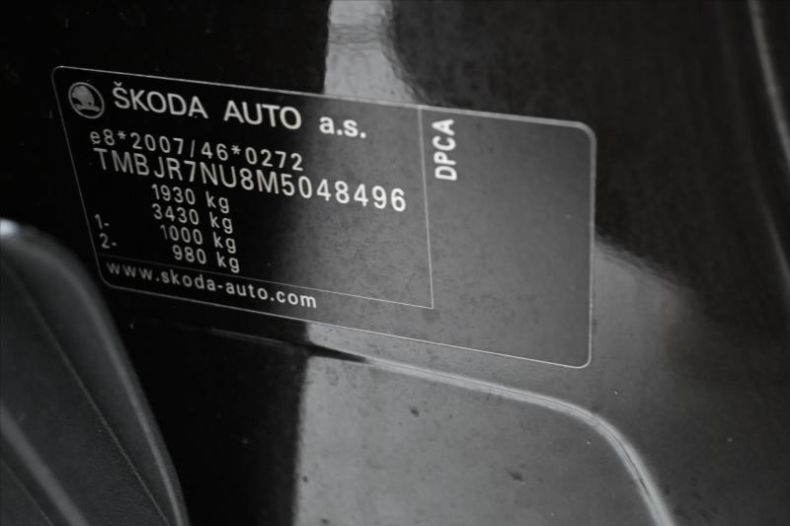 ŠKODA AUTO a.s.
e8*2007/46*0272
TMBJR7NU8M5048496
1930 kg
3430 kg
1- 1000 kg
2- 980 kg
www.skoda-auto.com
DPCA